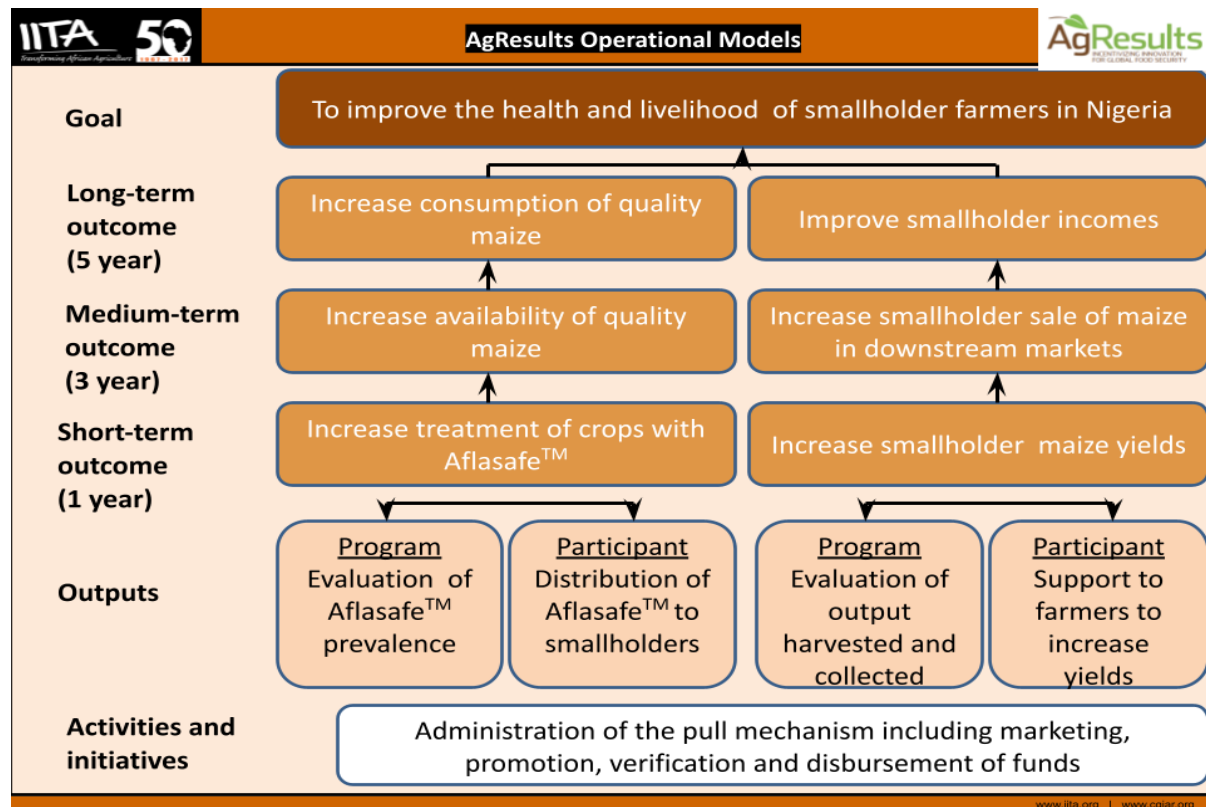 IITA 50
Transforming African Agriculture 1967-2017
AgResults Operational Models
AgResults
INCENTIVIZING INNOVATION
FOR GLOBAL FOOD SECURITY
Goal
To improve the health and livelihood of smallholder farmers in Nigeria
Long-term
outcome
(5 year)
Increase consumption of quality
maize
Improve smallholder incomes
Medium-term
outcome
(3 year)
Increase availability of quality
maize
Increase smallholder sale of maize
in downstream markets
Short-term
outcome
(1 year)
Increase treatment of crops with
Aflasafe™
Increase smallholder maize yields
Outputs
Program
Evaluation of
Aflasafe™
prevalence
Participant
Distribution of
Aflasafe™ to
smallholders
Program
Evaluation of
output
harvested and
collected
Participant
Support to
farmers to
increase
yields
Activities and
initiatives
Administration of the pull mechanism including marketing,
promotion, verification and disbursement of funds
www.iita.org | www.cgiar.org